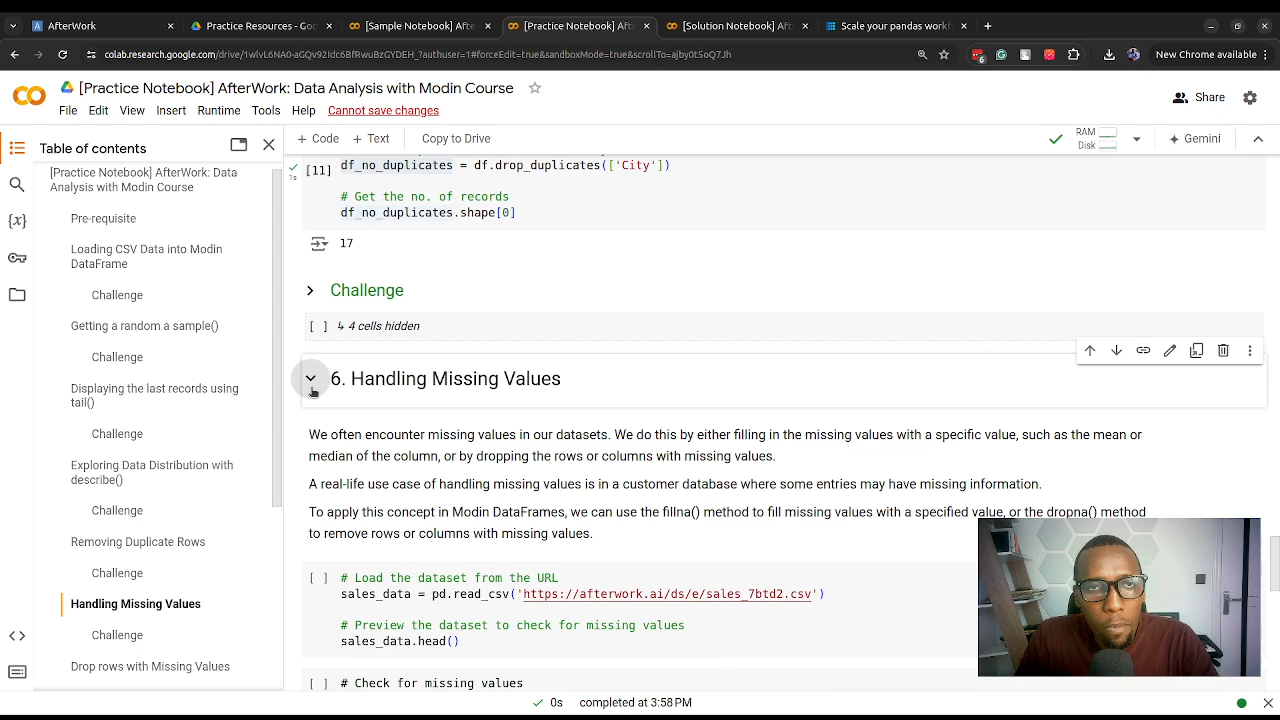 AfterWork
Practice Resources - Go
[Sample Notebook] Afte
[Practice Notebook] Aft
[Solution Notebook] Aft
Scale your pandas workf
colab.research.google.com/drive/1wlvL6NA0-aGQv92Idc6BfRwuBzGYDEH_?authuser=1#forceEdit=true&sandboxMode=true&scrollTo=ajby0tSoQ7Jh
New Chrome available
[Practice Notebook] AfterWork: Data Analysis with Modin Course
File Edit View Insert Runtime Tools Help Cannot save changes
Share
+ Code + Text Copy to Drive
RAM
Disk
Gemini
Table of contents
[Practice Notebook] AfterWork: Data
Analysis with Modin Course
Pre-requisite
Loading CSV Data into Modin
DataFrame
Challenge
Getting a random a sample()
Challenge
Displaying the last records using
tail()
Challenge
Exploring Data Distribution with
describe()
Challenge
Removing Duplicate Rows
Challenge
Handling Missing Values
Challenge
Drop rows with Missing Values
[11] df_no_duplicates = df.drop_duplicates(['City'])
1s
# Get the no. of records
df_no_duplicates.shape[0]
17
Challenge
[ ] ↳ 4 cells hidden
6. Handling Missing Values
We often encounter missing values in our datasets. We do this by either filling in the missing values with a specific value, such as the mean or
median of the column, or by dropping the rows or columns with missing values.
A real-life use case of handling missing values is in a customer database where some entries may have missing information.
To apply this concept in Modin DataFrames, we can use the fillna() method to fill missing values with a specified value, or the dropna() method
to remove rows or columns with missing values.
[ ] # Load the dataset from the URL
sales_data = pd.read_csv('https://afterwork.ai/ds/e/sales_7btd2.csv')
# Preview the dataset to check for missing values
sales_data.head()
[ ] # Check for missing values
0s completed at 3:58 PM